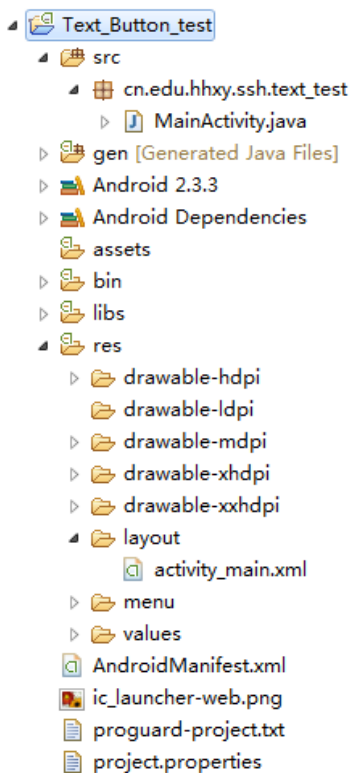 Text_Button_test
src
cn.edu.hhxy.ssh.text_test
MainActivity.java
gen [Generated Java Files]
Android 2.3.3
Android Dependencies
assets
bin
libs
res
drawable-hdpi
drawable-ldpi
drawable-mdpi
drawable-xhdpi
drawable-xxhdpi
layout
activity_main.xml
menu
values
AndroidManifest.xml
ic_launcher-web.png
proguard-project.txt
project.properties